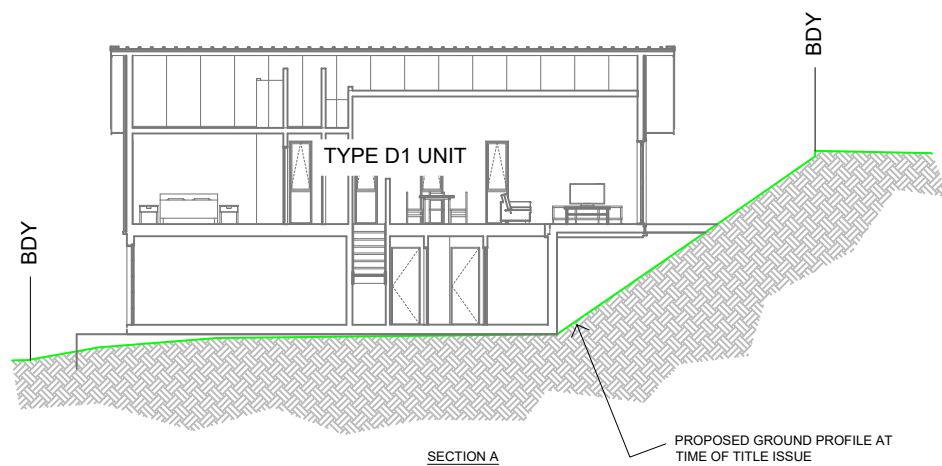 BDY
TYPE D1 UNIT
BDY
PROPOSED GROUND PROFILE AT
TIME OF TITLE ISSUE
SECTION A